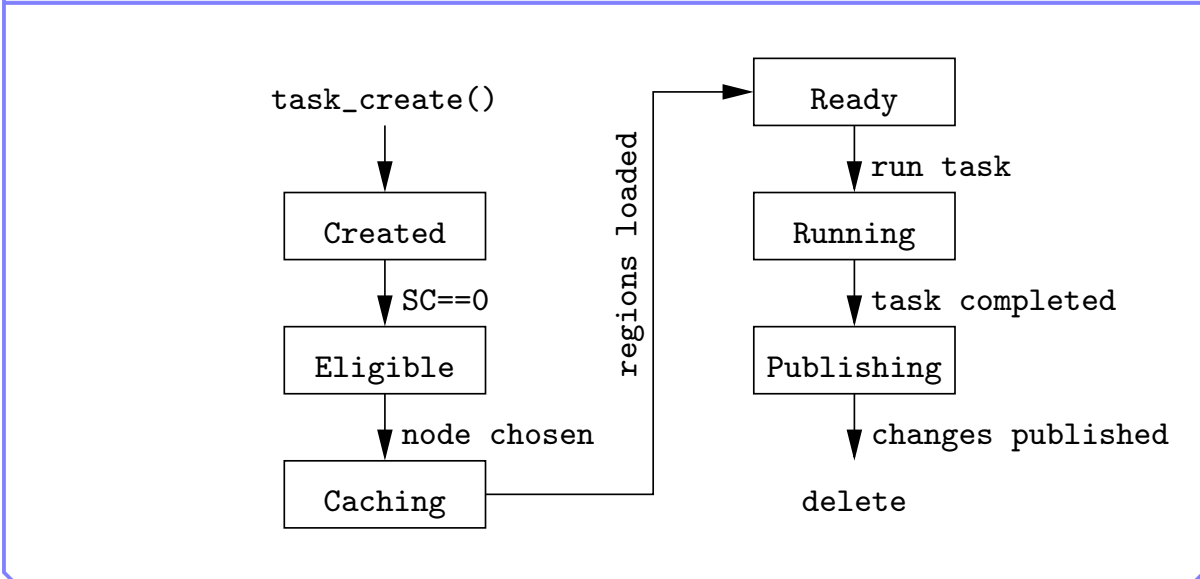 task_create()
Created
SC==0
Eligible
node chosen
Caching
regions loaded
Ready
run task
Running
task completed
Publishing
changes published
delete